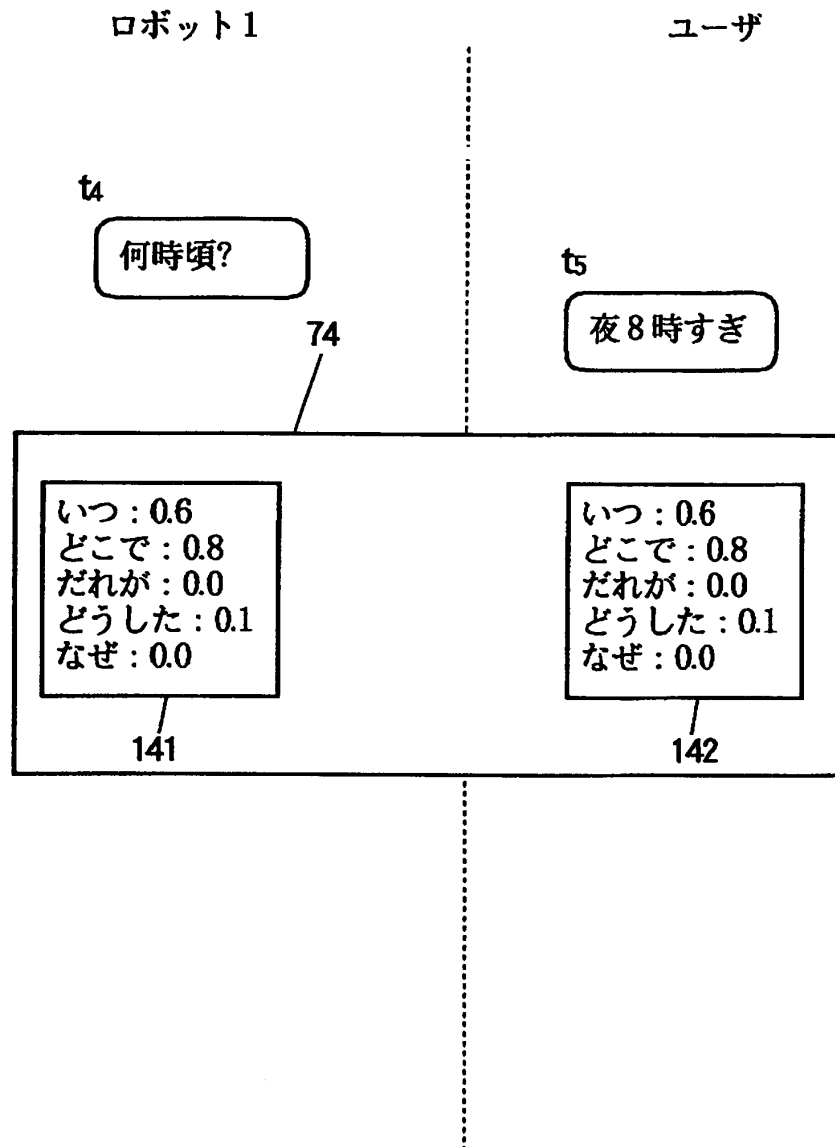 ロボット1
ユーザ
t4
何時頃?
t5
夜8時すぎ
74
いつ：0.6
どこで：0.8
だれが：0.0
どうした：0.1
なぜ：0.0
141
いつ：0.6
どこで：0.8
だれが：0.0
どうした：0.1
なぜ：0.0
142